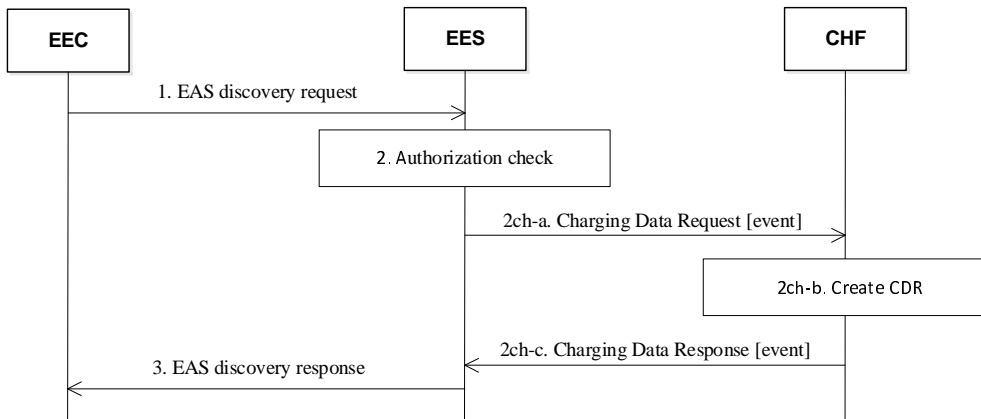 EEC
EES
CHF
1. EAS discovery request
2. Authorization check
2ch-a. Charging Data Request [event]
2ch-b. Create CDR
2ch-c. Charging Data Response [event]
3. EAS discovery response